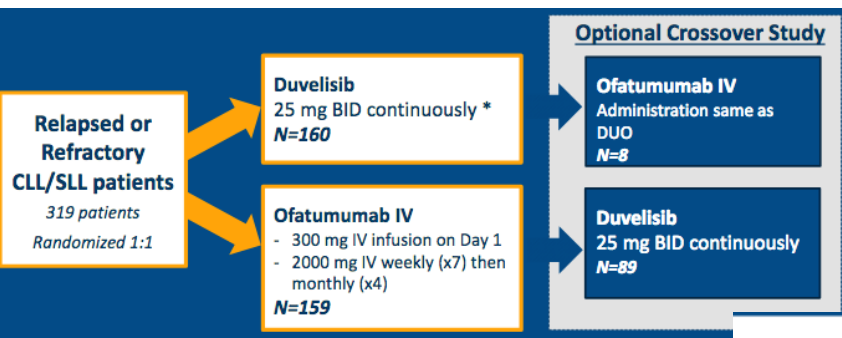 Optional Crossover Study
Relapsed or
Refractory
CLL/SLL patients
319 patients
Randomized 1:1
Duvelisib
25 mg BID continuously *
N=160
Ofatumumab IV
Administration same as
DUO
N=8
Ofatumumab IV
- 300 mg IV infusion on Day 1
- 2000 mg IV weekly (x7) then
monthly (x4)
N=159
Duvelisib
25 mg BID continuously
N=89